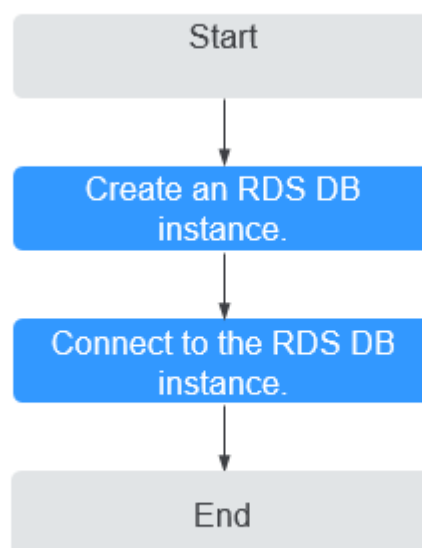 Start
Create an RDS DB
instance.
Connect to the RDS DB
instance.
End